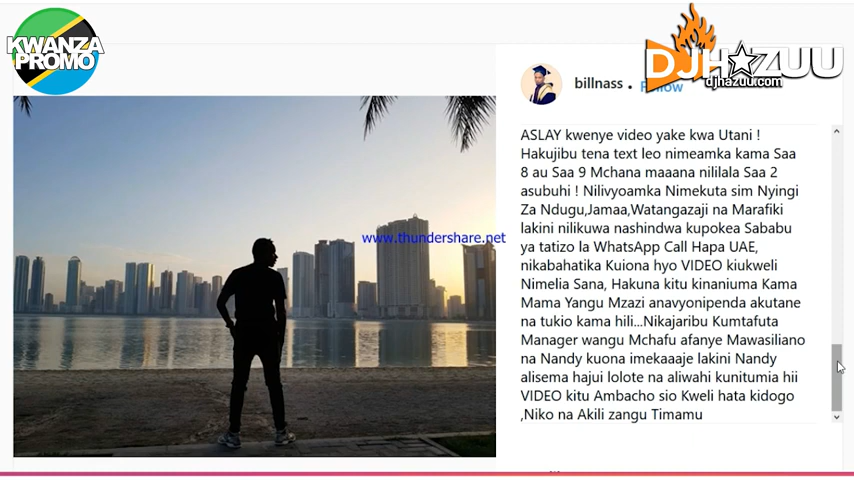 KWANZA
PROMO
DJHAZUU
djhazuu.com
billnass • Follow
ASLAY kwenye video yake kwa Utani !
Hakujibu tena text leo nimeamka kama Saa
8 au Saa 9 Mchana maaana nililala Saa 2
asubuhi ! Nilivyoamka Nimekuta sim Nyingi
Za Ndugu,Jamaa,Watangazaji na Marafiki
lakini nilikuwa nashindwa kupokea Sababu
ya tatizo la WhatsApp Call Hapa UAE,
nikabahatika Kuiona hyo VIDEO kiukweli
Nimelia Sana, Hakuna kitu kinaniuma Kama
Mama Yangu Mzazi anavyonipenda akutane
na tukio kama hili...Nikajaribu Kumtafuta
Manager wangu Mchafu afanye Mawasiliano
na Nandy kuona imekaaaje lakini Nandy
alisema hajui lolote na aliwahi kunitumia hii
VIDEO kitu Ambacho sio Kweli hata kidogo
,Niko na Akili zangu Timamu
www.thundershare.net